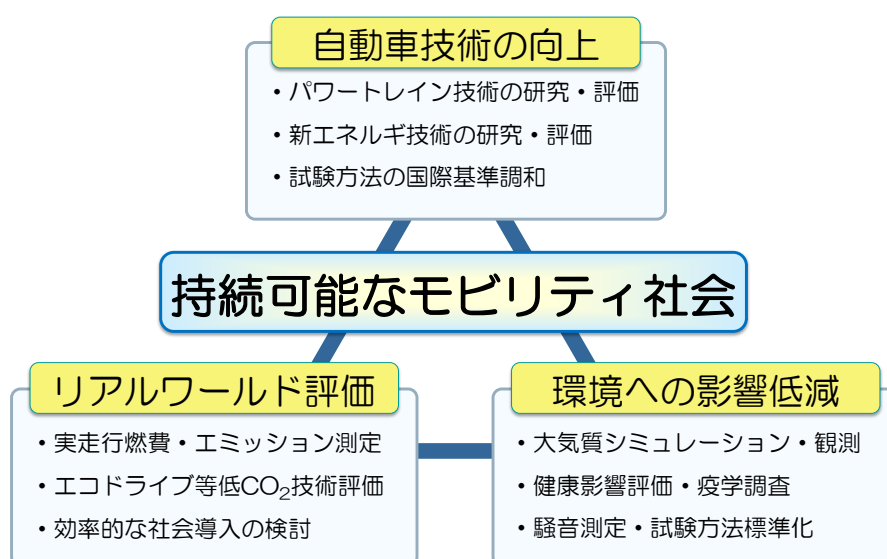 自動車技術の向上
・パワートレイン技術の研究・評価
・新エネルギ技術の研究・評価
・試験方法の国際基準調和
持続可能なモビリティ社会
リアルワールド評価
・実走行燃費・エミッション測定
・エコドライブ等低CO₂技術評価
・効率的な社会導入の検討
環境への影響低減
・大気質シミュレーション・観測
・健康影響評価・疫学調査
・騒音測定・試験方法標準化